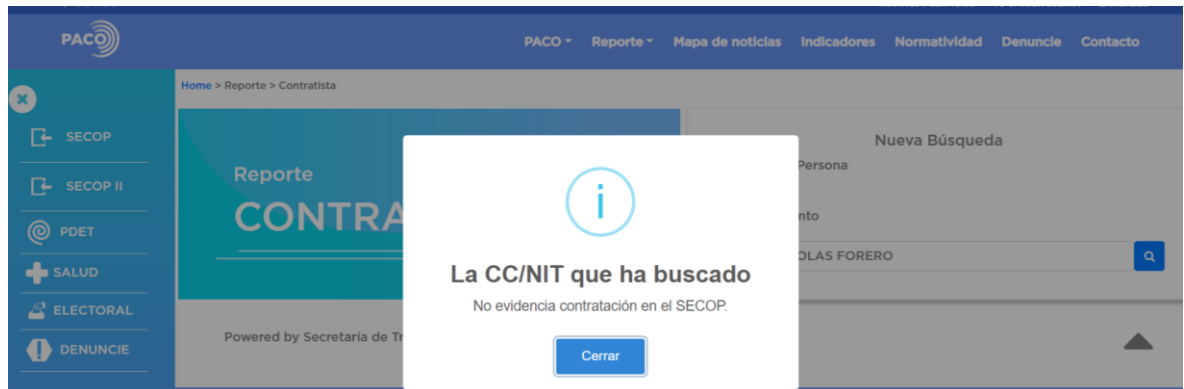 PACO
PACO Reporte Mapa de noticias Indicadores Normatividad Denuncie Contacto
Home > Reporte > Contratista
SECOP
SECOP II
PDET
SALUD
ELECTORAL
DENUNCIE
Reporte
CONTRA
La CC/NIT que ha buscado
No evidencia contratación en el SECOP.
Cerrar
Nueva Búsqueda
Persona
nto
OLAS FORERO
Powered by Secretaría de Tr